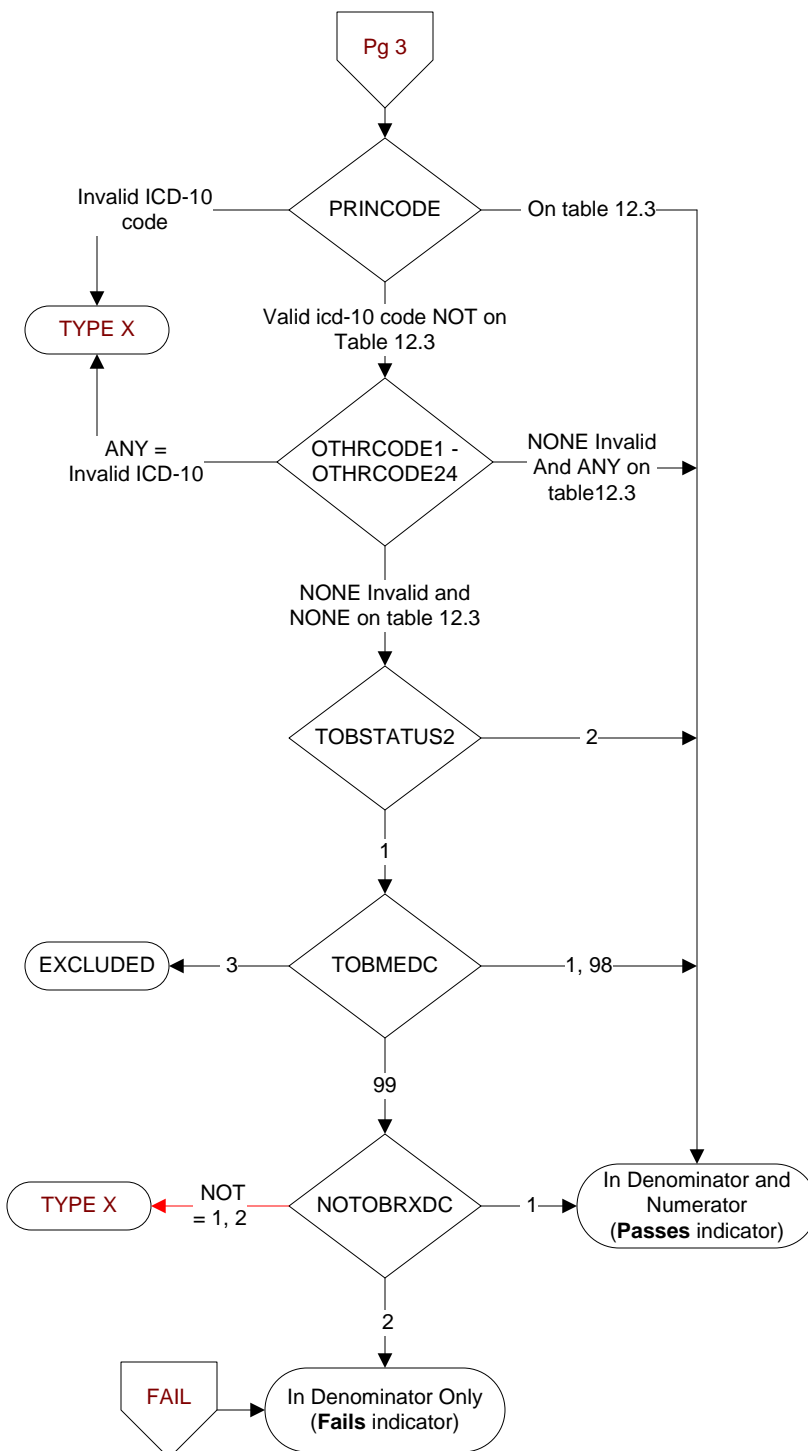 Pg 3
PRINCODE
Invalid ICD-10
code
On table 12.3
TYPE X
Valid icd-10 code NOT on
Table 12.3
ANY =
Invalid ICD-10
OTHRCODE1 -
OTHRCODE24
NONE Invalid
And ANY on
table12.3
NONE Invalid and
NONE on table 12.3
TOBSTATUS2
2
1
EXCLUDED
3
TOBMEDC
1, 98
99
TYPE X
NOT
= 1, 2
NOTOBRXDC
1
In Denominator and
Numerator
(Passes indicator)
2
FAIL
In Denominator Only
(Fails indicator)